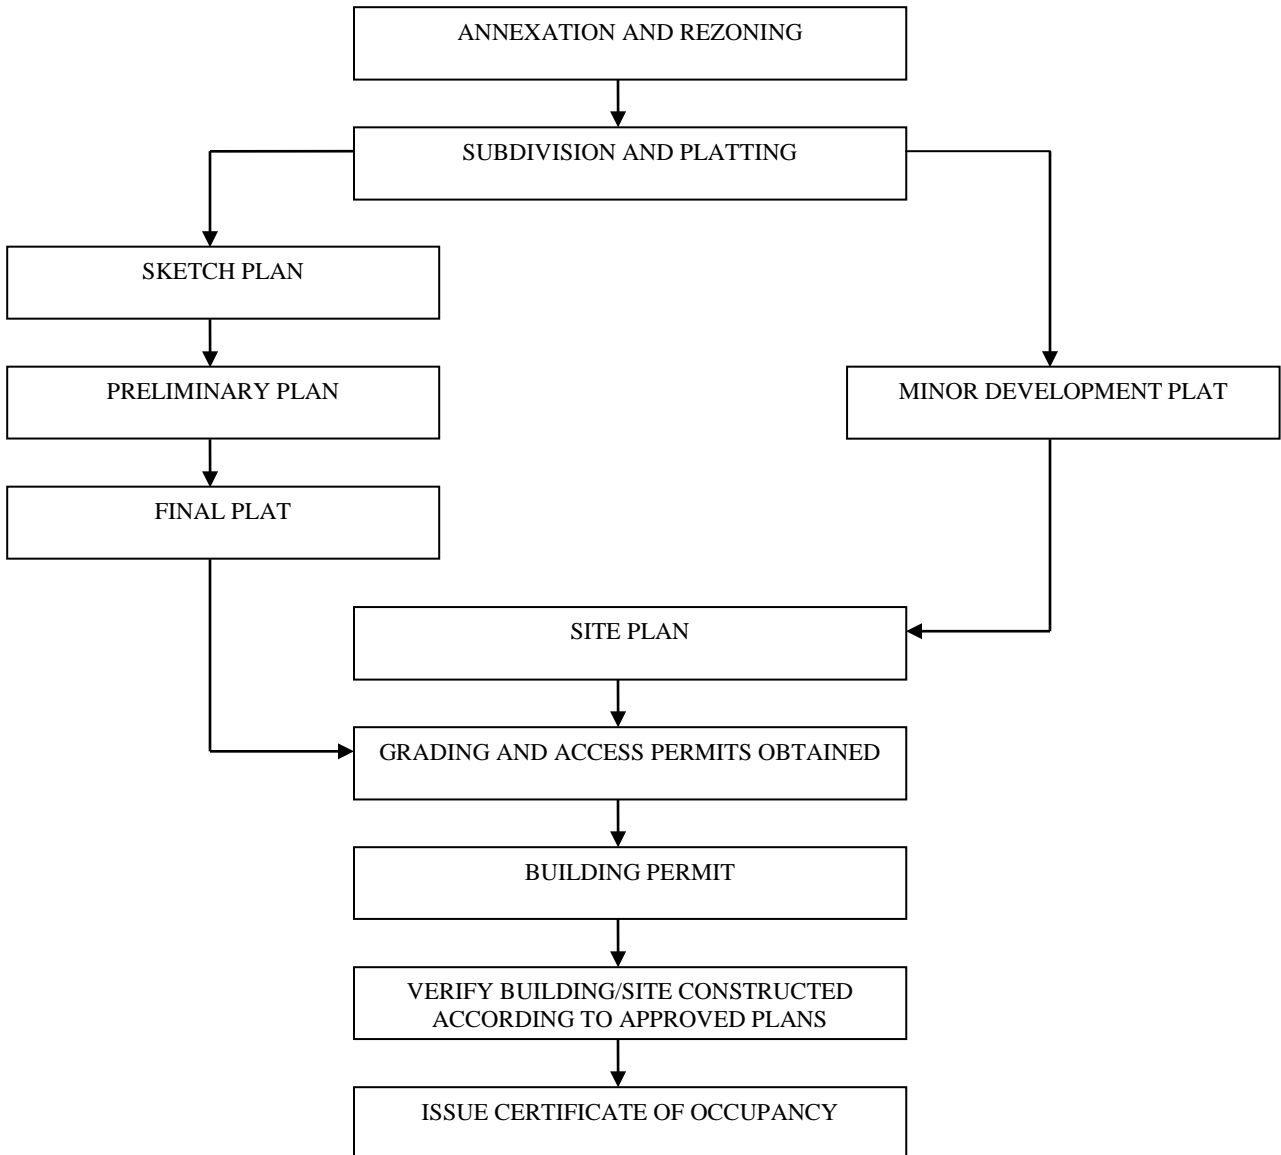 ANNEXATION AND REZONING
SUBDIVISION AND PLATTING
SKETCH PLAN
PRELIMINARY PLAN
MINOR DEVELOPMENT PLAT
FINAL PLAT
SITE PLAN
GRADING AND ACCESS PERMITS OBTAINED
BUILDING PERMIT
VERIFY BUILDING/SITE CONSTRUCTED
ACCORDING TO APPROVED PLANS
ISSUE CERTIFICATE OF OCCUPANCY